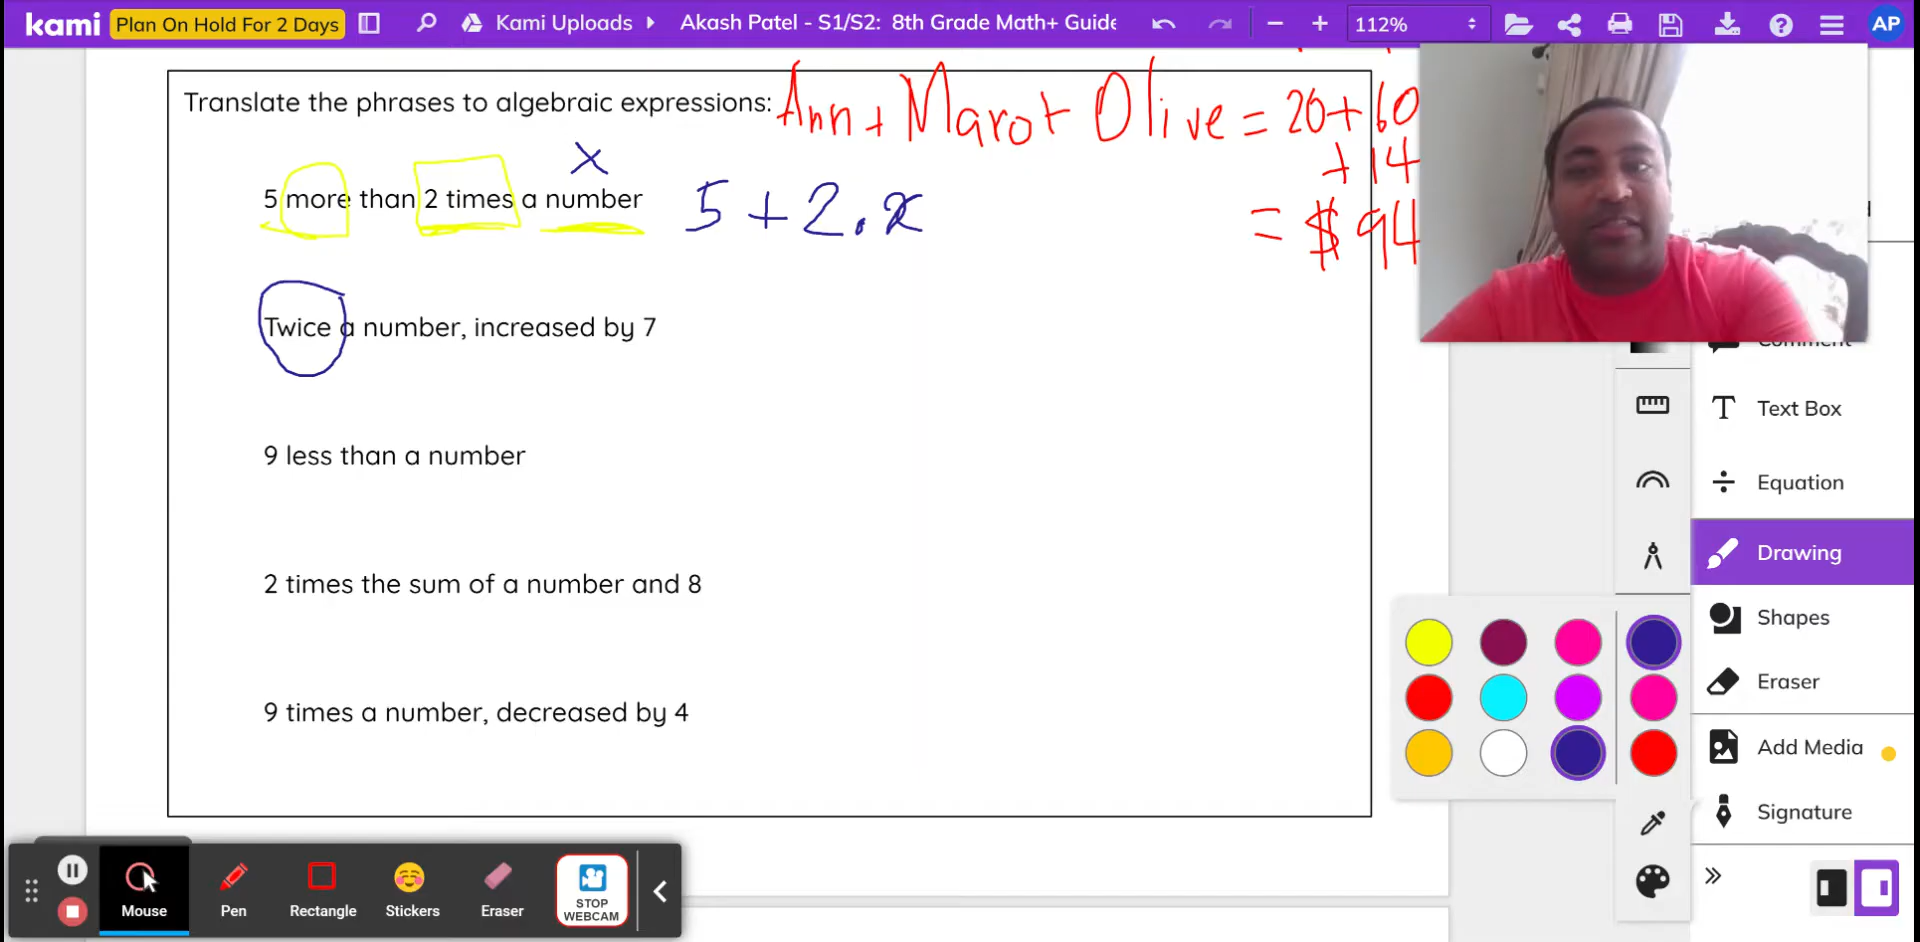 kami Plan On Hold For 2 Days Kami Uploads Akash Patel - S1/S2: 8th Grade Math+ Guide 112% AP
Translate the phrases to algebraic expressions: Ann + Maro + Olive = 20 + 60
+ 14
= $94
x
5 more than 2 times a number 5 + 2 . x
Twice a number, increased by 7
9 less than a number
2 times the sum of a number and 8
9 times a number, decreased by 4
Comment
Text Box
Equation
Drawing
Shapes
Eraser
Add Media
Signature
Mouse
Pen
Rectangle
Stickers
Eraser
STOP
WEBCAM